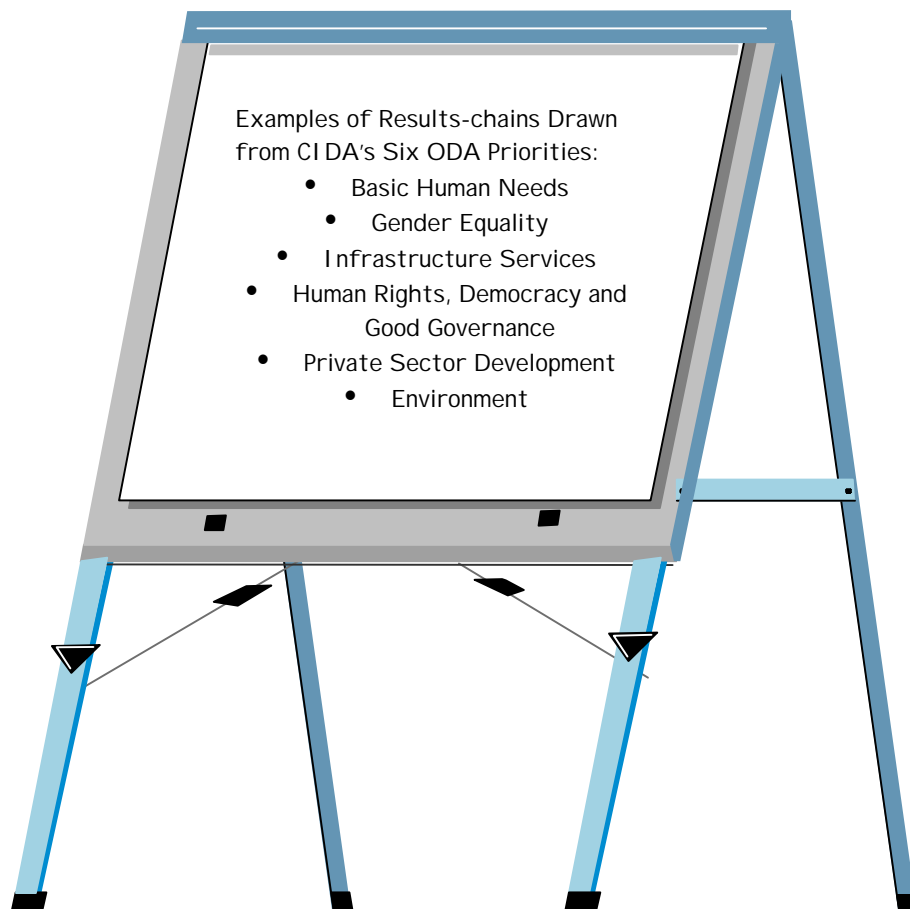 Examples of Results-chains Drawn
from CIDA's Six ODA Priorities:
• Basic Human Needs
• Gender Equality
• Infrastructure Services
• Human Rights, Democracy and
Good Governance
• Private Sector Development
• Environment